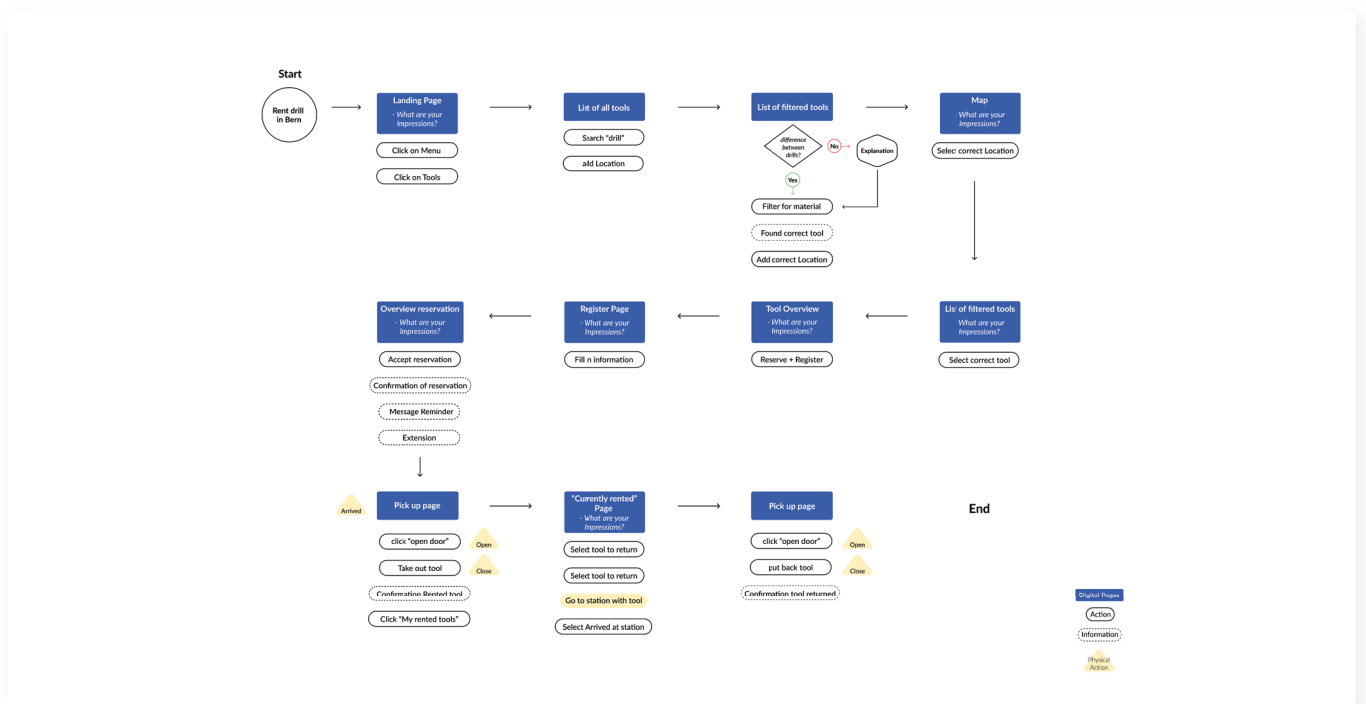 Start
Rent drill
in Bern
Landing Page
- What are your
Impressions?
Click on Menu
Click on Tools
List of all tools
Search "drill"
add Location
List of filtered tools
difference
between
drills?
No
Explanation
Yes
Filter for material
Found correct tool
Add correct Location
Map
What are your
Impressions?
Select correct Location
Overview reservation
- What are your
Impressions?
Accept reservation
Confirmation of reservation
Message Reminder
Extension
Register Page
- What are your
Impressions?
Fill n information
Tool Overview
- What are your
Impressions?
Reserve + Register
List of filtered tools
What are your
Impressions?
Select correct tool
Arrived
Pick up page
click "open door"
Open
Take out tool
Close
Confirmation Rented tool
Click "My rented tools"
"Currently rented"
Page
- What are your
Impressions?
Select tool to return
Select tool to return
Go to station with tool
Select Arrived at station
Pick up page
click "open door"
Open
put back tool
Close
Confirmation tool returned
End
Digital Pages
Action
Information
Physical
Action